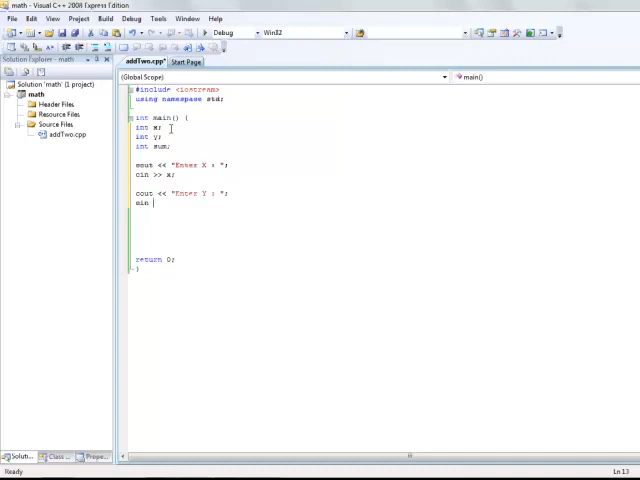 math - Visual C++ 2008 Express Edition
File Edit View Project Build Debug Tools Window Help
Debug Win32
Solution Explorer - math
addTwo.cpp* Start Page
(Global Scope) main()
Solution 'math' (1 project)
math
Header Files
Resource Files
Source Files
addTwo.cpp
#include <iostream>
using namespace std;
int main() {
int x;
int y;
int sum;
cout << "Enter X : ";
cin >> x;
cout << "Enter Y : ";
cin
return 0;
}
Soluti... Class ... Prope...
Ready Ln 13